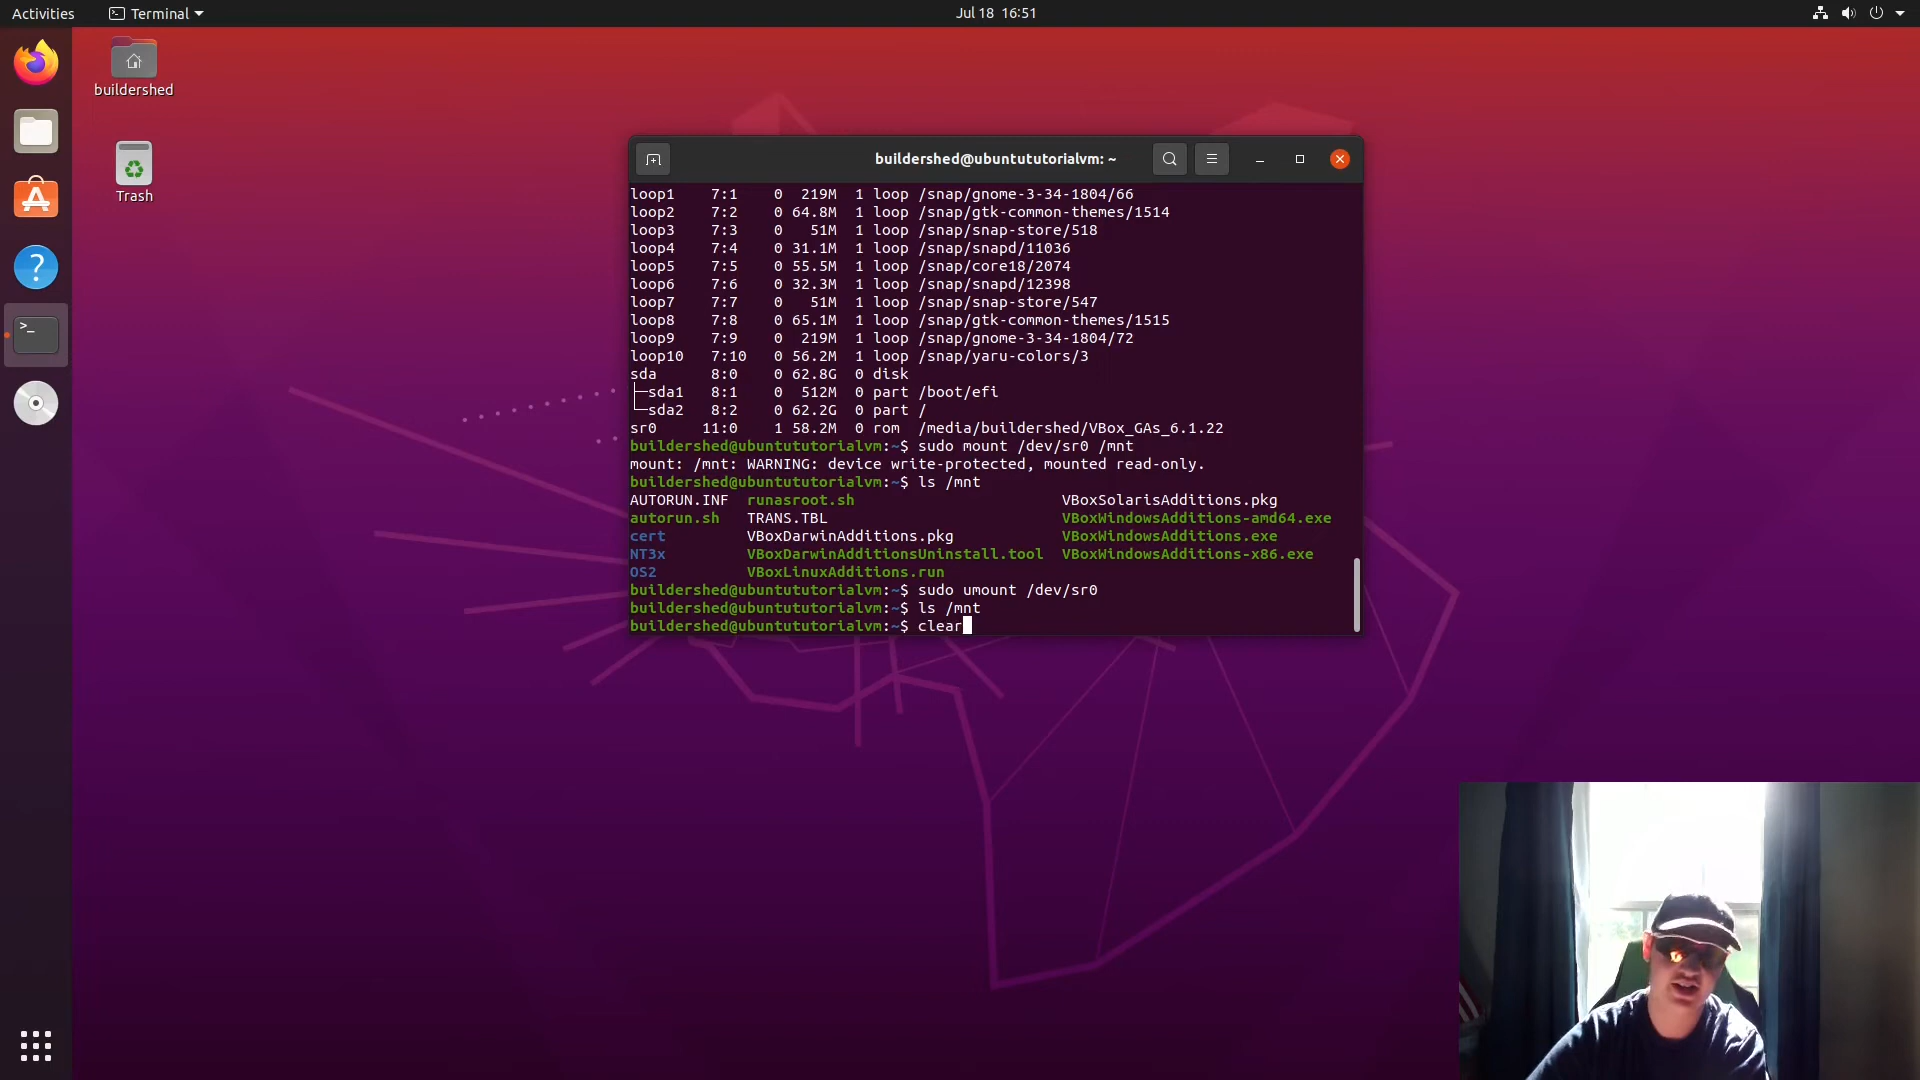 Activities
Terminal
Jul 18 16:51
buildershed
Trash
buildershed@ubuntututorialvm: ~
loop1 7:1 0 219M 1 loop /snap/gnome-3-34-1804/66
loop2 7:2 0 64.8M 1 loop /snap/gtk-common-themes/1514
loop3 7:3 0 51M 1 loop /snap/snap-store/518
loop4 7:4 0 31.1M 1 loop /snap/snapd/11036
loop5 7:5 0 55.5M 1 loop /snap/core18/2074
loop6 7:6 0 32.3M 1 loop /snap/snapd/12398
loop7 7:7 0 51M 1 loop /snap/snap-store/547
loop8 7:8 0 65.1M 1 loop /snap/gtk-common-themes/1515
loop9 7:9 0 219M 1 loop /snap/gnome-3-34-1804/72
loop10 7:10 0 56.2M 1 loop /snap/yaru-colors/3
sda 8:0 0 62.8G 0 disk
├─sda1 8:1 0 512M 0 part /boot/efi
└─sda2 8:2 0 62.2G 0 part /
sr0 11:0 1 58.2M 0 rom /media/buildershed/VBox_GAs_6.1.22
buildershed@ubuntututorialvm:~$ sudo mount /dev/sr0 /mnt
mount: /mnt: WARNING: device write-protected, mounted read-only.
buildershed@ubuntututorialvm:~$ ls /mnt
AUTORUN.INF runasroot.sh VBoxSolarisAdditions.pkg
autorun.sh TRANS.TBL VBoxWindowsAdditions-amd64.exe
cert VBoxDarwinAdditions.pkg VBoxWindowsAdditions.exe
NT3x VBoxDarwinAdditionsUninstall.tool VBoxWindowsAdditions-x86.exe
OS2 VBoxLinuxAdditions.run
buildershed@ubuntututorialvm:~$ sudo umount /dev/sr0
buildershed@ubuntututorialvm:~$ ls /mnt
buildershed@ubuntututorialvm:~$ clear